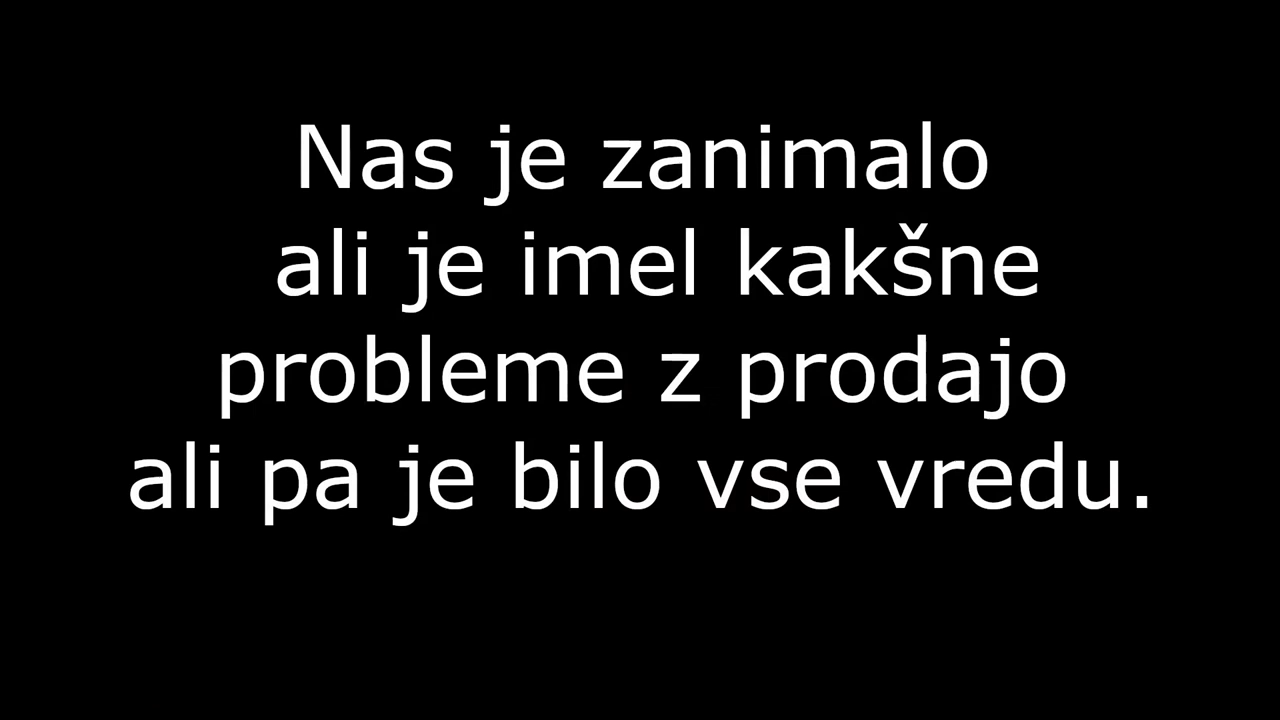 Nas je zanimalo
ali je imel kakšne
probleme z prodajo
ali pa je bilo vse vredu.